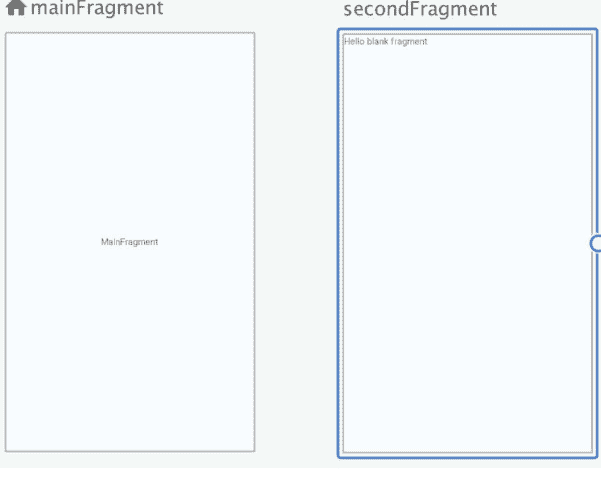 mainFragment
secondFragment
Hello blank fragment
MainFragment